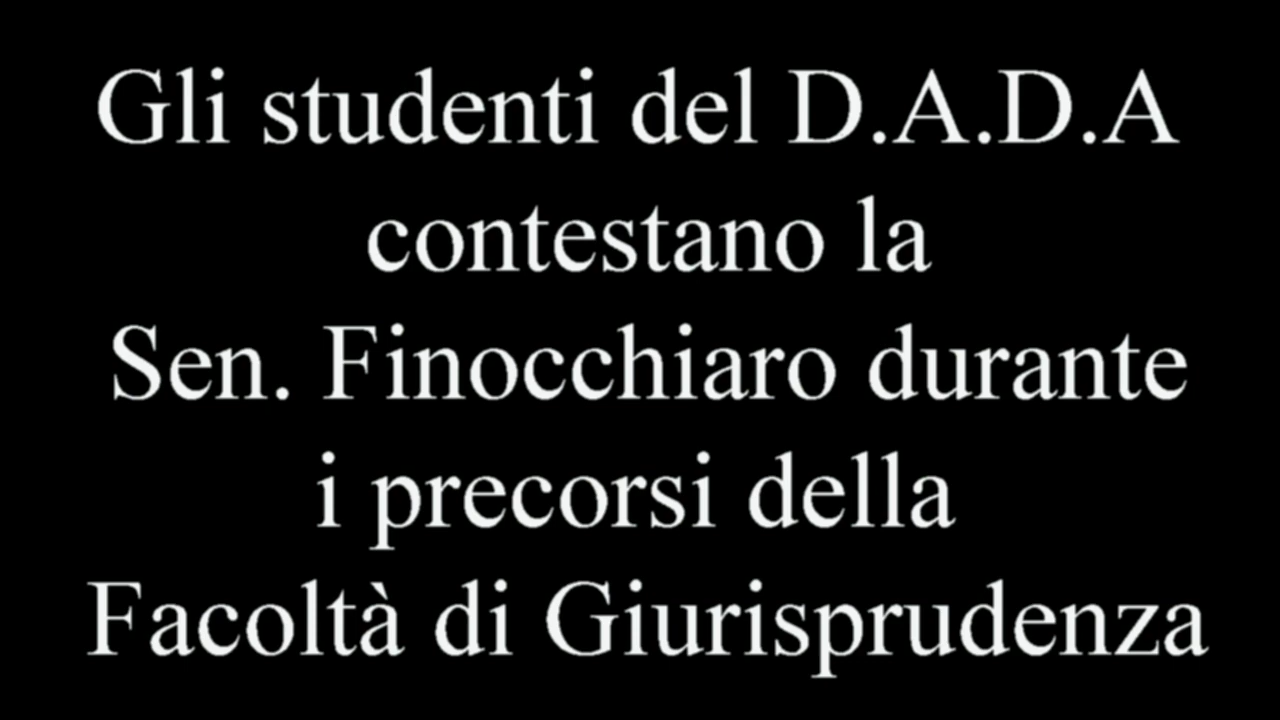 Gli studenti del D.A.D.A
contestano la
Sen. Finocchiaro durante
i precorsi della
Facoltà di Giurisprudenza